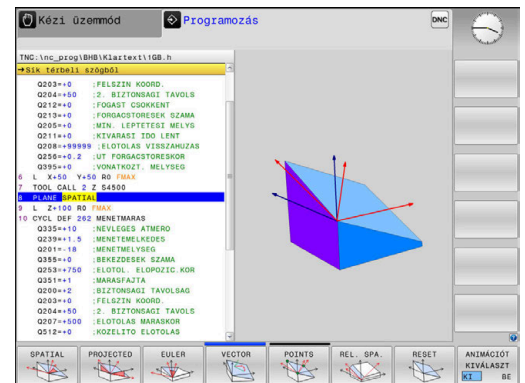 Kézi üzemmód
Programozás
DNC
TNC:\nc_prog\BHB\Klartext\1GB.h
→Sík térbeli szögből
Q203=+0 ;FELSZIN KOORD.
Q204=+50 ;2. BIZTONSAGI TAVOLS
Q212=+0 ;FOGAST CSOKKENT
Q213=+0 ;FORGACSTORESEK SZAMA
Q205=+0 ;MIN. LEPTETESI MELYS
Q211=+0 ;KIVARASI IDO LENT
Q208=+99999 ;ELOTOLAS VISSZAHUZAS
Q256=+0.2 ;UT FORGACSTORESKOR
Q395=+0 ;VONATKOZT. MELYSEG
6 L X+50 Y+50 R0 FMAX
7 TOOL CALL 2 Z S4500
8 PLANE SPATIAL
9 L Z+100 R0 FMAX
10 CYCL DEF 262 MENETMARAS
Q335=+10 ;NEVLEGES ATMERO
Q239=+1.5 ;MENETEMELKEDES
Q201=-18 ;MENETMELYSEG
Q355=+0 ;BEKEZDESEK SZAMA
Q253=+750 ;ELOTOL. ELOPOZIC.KOR
Q351=+1 ;MARASFAJTA
Q200=+2 ;BIZTONSAGI TAVOLSAG
Q203=+0 ;FELSZIN KOORD.
Q204=+50 ;2. BIZTONSAGI TAVOLS
Q207=+500 ;ELOTOLAS MARASKOR
Q512=+0 ;KOZELITO ELOTOLAS
SPATIAL
PROJECTED
EULER
VECTOR
POINTS
REL. SPA.
RESET
ANIMÁCIÓT
KIVÁLASZT
KI BE